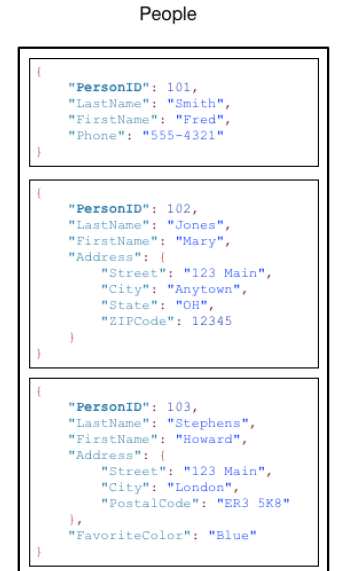 People
{
"PersonID": 101,
"LastName": "Smith",
"FirstName": "Fred",
"Phone": "555-4321"
}
{
"PersonID": 102,
"LastName": "Jones",
"FirstName": "Mary",
"Address": {
"Street": "123 Main",
"City": "Anytown",
"State": "OH",
"ZIPCode": 12345
}
}
{
"PersonID": 103,
"LastName": "Stephens",
"FirstName": "Howard",
"Address": {
"Street": "123 Main",
"City": "London",
"PostalCode": "ER3 5K8"
},
"FavoriteColor": "Blue"
}